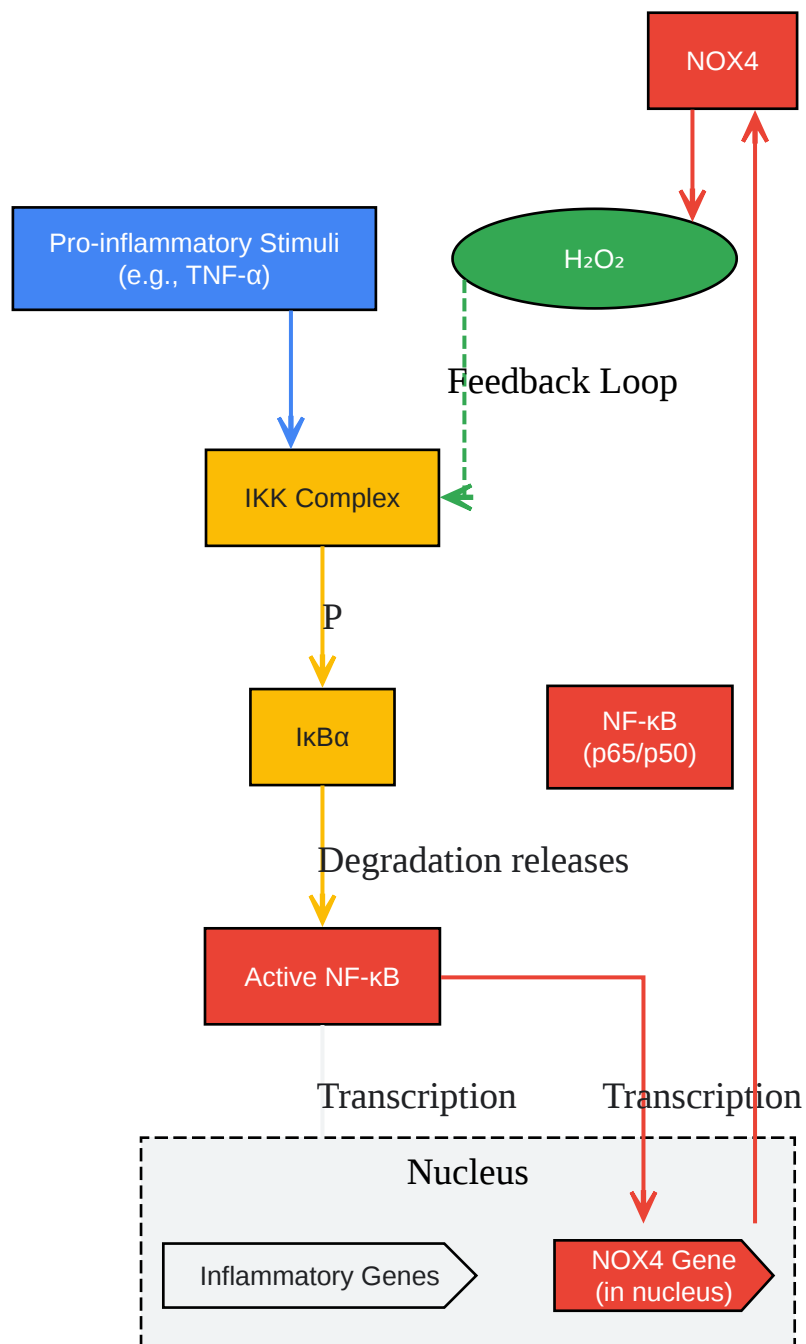 NOX4
Pro-inflammatory Stimuli
(e.g., TNF-α)
H₂O₂
Feedback Loop
IKK Complex
P
IκBα
NF-κB
(p65/p50)
Degradation releases
Active NF-κB
Transcription
Transcription
Nucleus
Inflammatory Genes
NOX4 Gene
(in nucleus)